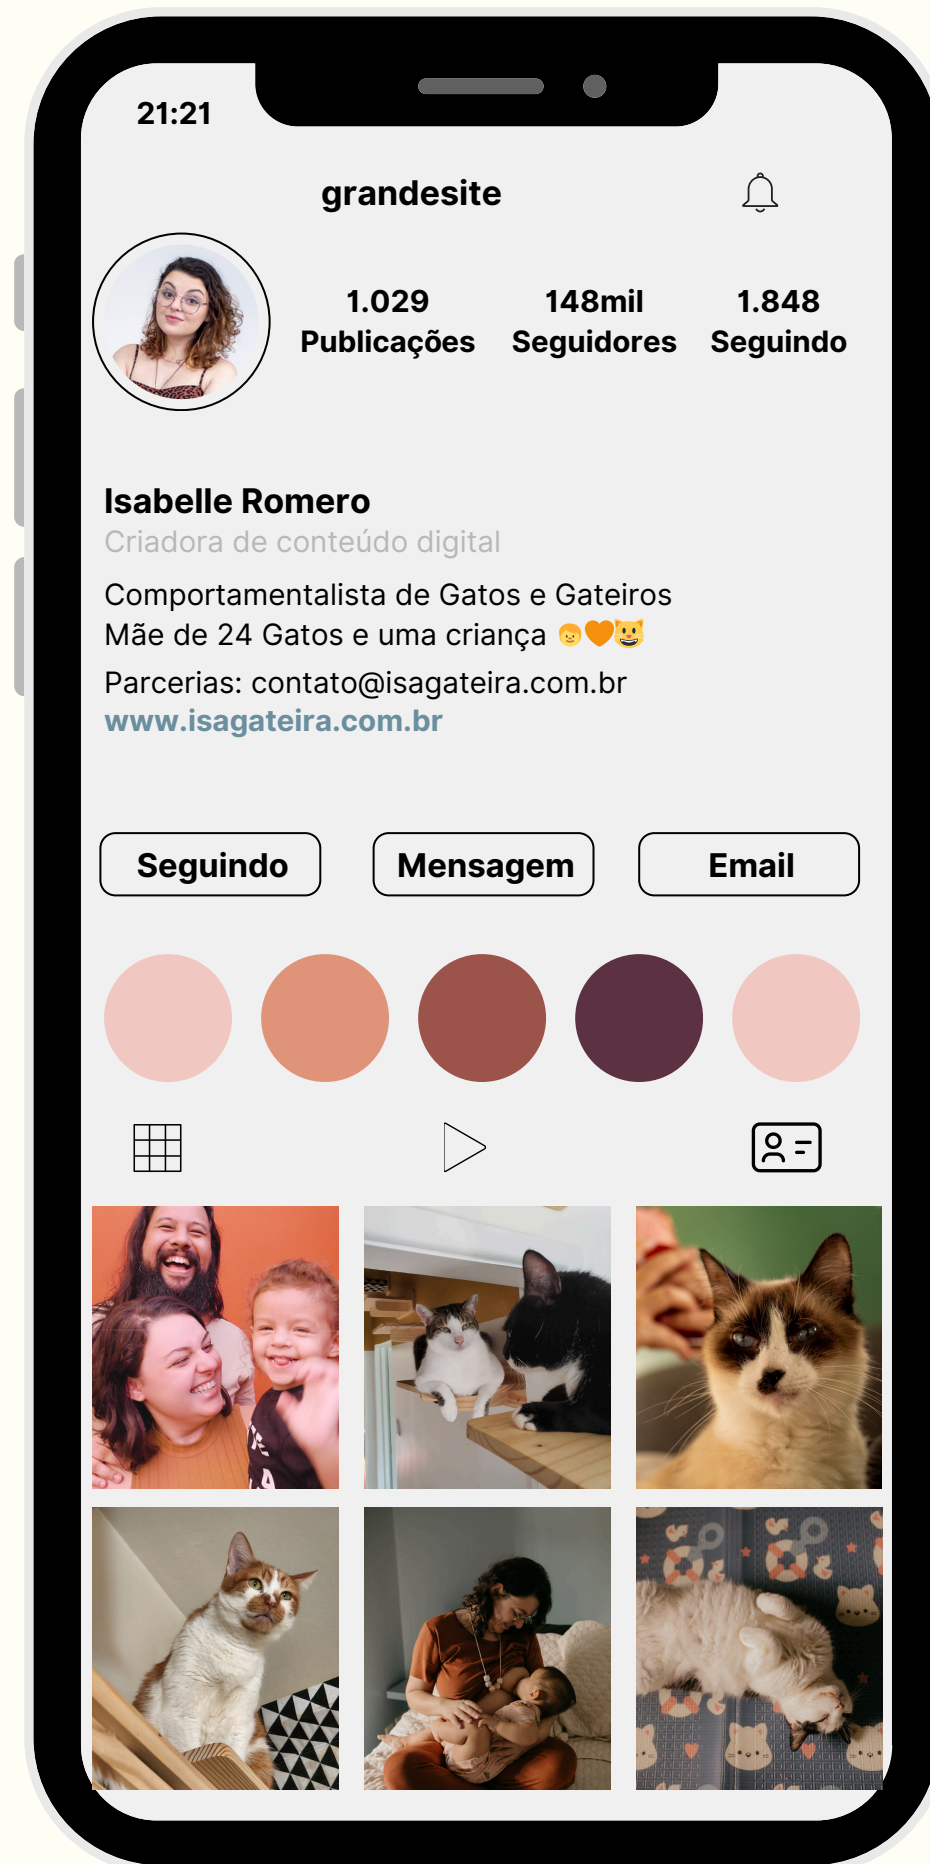 21:21
grandesite
1.029
Publicações
148mil
Seguidores
1.848
Seguindo
Isabelle Romero
Criadora de conteúdo digital
Comportamentalista de Gatos e Gateiros
Mãe de 24 Gatos e uma criança 👦🧡😺
Parcerias: contato@isagateira.com.br
www.isagateira.com.br
Seguindo
Mensagem
Email